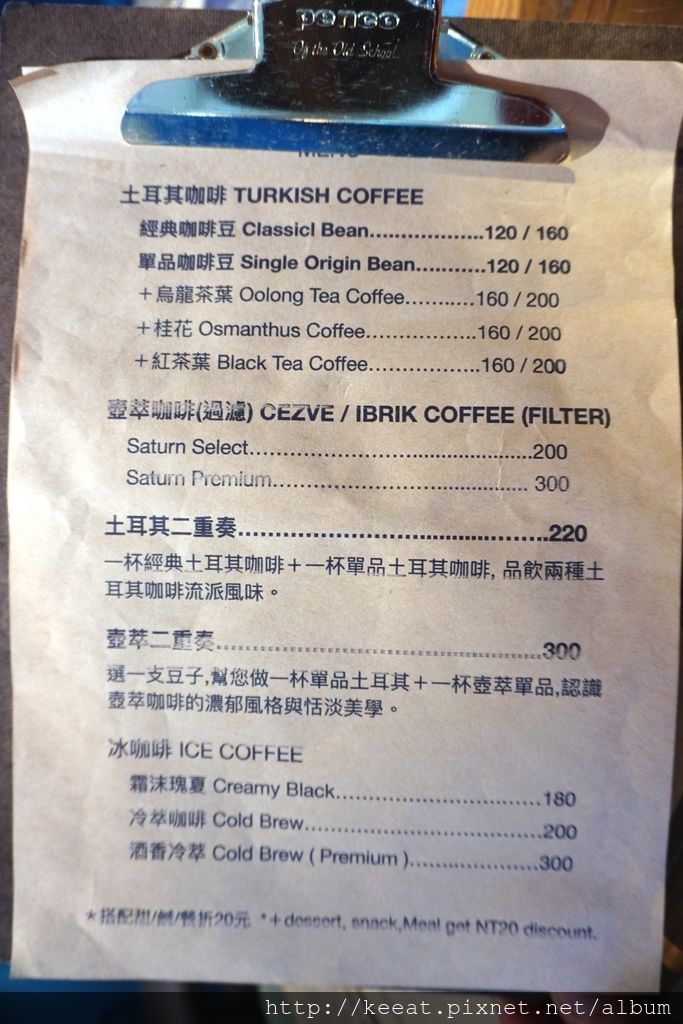 penco
Of the Old School
MENU
土耳其咖啡 TURKISH COFFEE
經典咖啡豆 Classicl Bean...................120 / 160
單品咖啡豆 Single Origin Bean...........120 / 160
+烏龍茶葉 Oolong Tea Coffee...........160 / 200
+桂花 Osmanthus Coffee..................160 / 200
+紅茶葉 Black Tea Coffee..................160 / 200
壺萃咖啡(過濾) CEZVE / IBRIK COFFEE (FILTER)
Saturn Select..................................................200
Saturn Premium............................................. 300
土耳其二重奏.............................................220
一杯經典土耳其咖啡+一杯單品土耳其咖啡, 品飲兩種土
耳其咖啡流派風味。
壺萃二重奏......................................................300
選一支豆子,幫您做一杯單品土耳其+一杯壺萃單品,認識
壺萃咖啡的濃郁風格與恬淡美學。
冰咖啡 ICE COFFEE
霜沫瑰夏 Creamy Black..................................180
冷萃咖啡 Cold Brew.......................................200
酒香冷萃 Cold Brew ( Premium ).....................300
*搭配甜/鹹/餐折20元 *+dessert, snack,Meal get NT20 discount.
http://keeat.pixnet.net/album